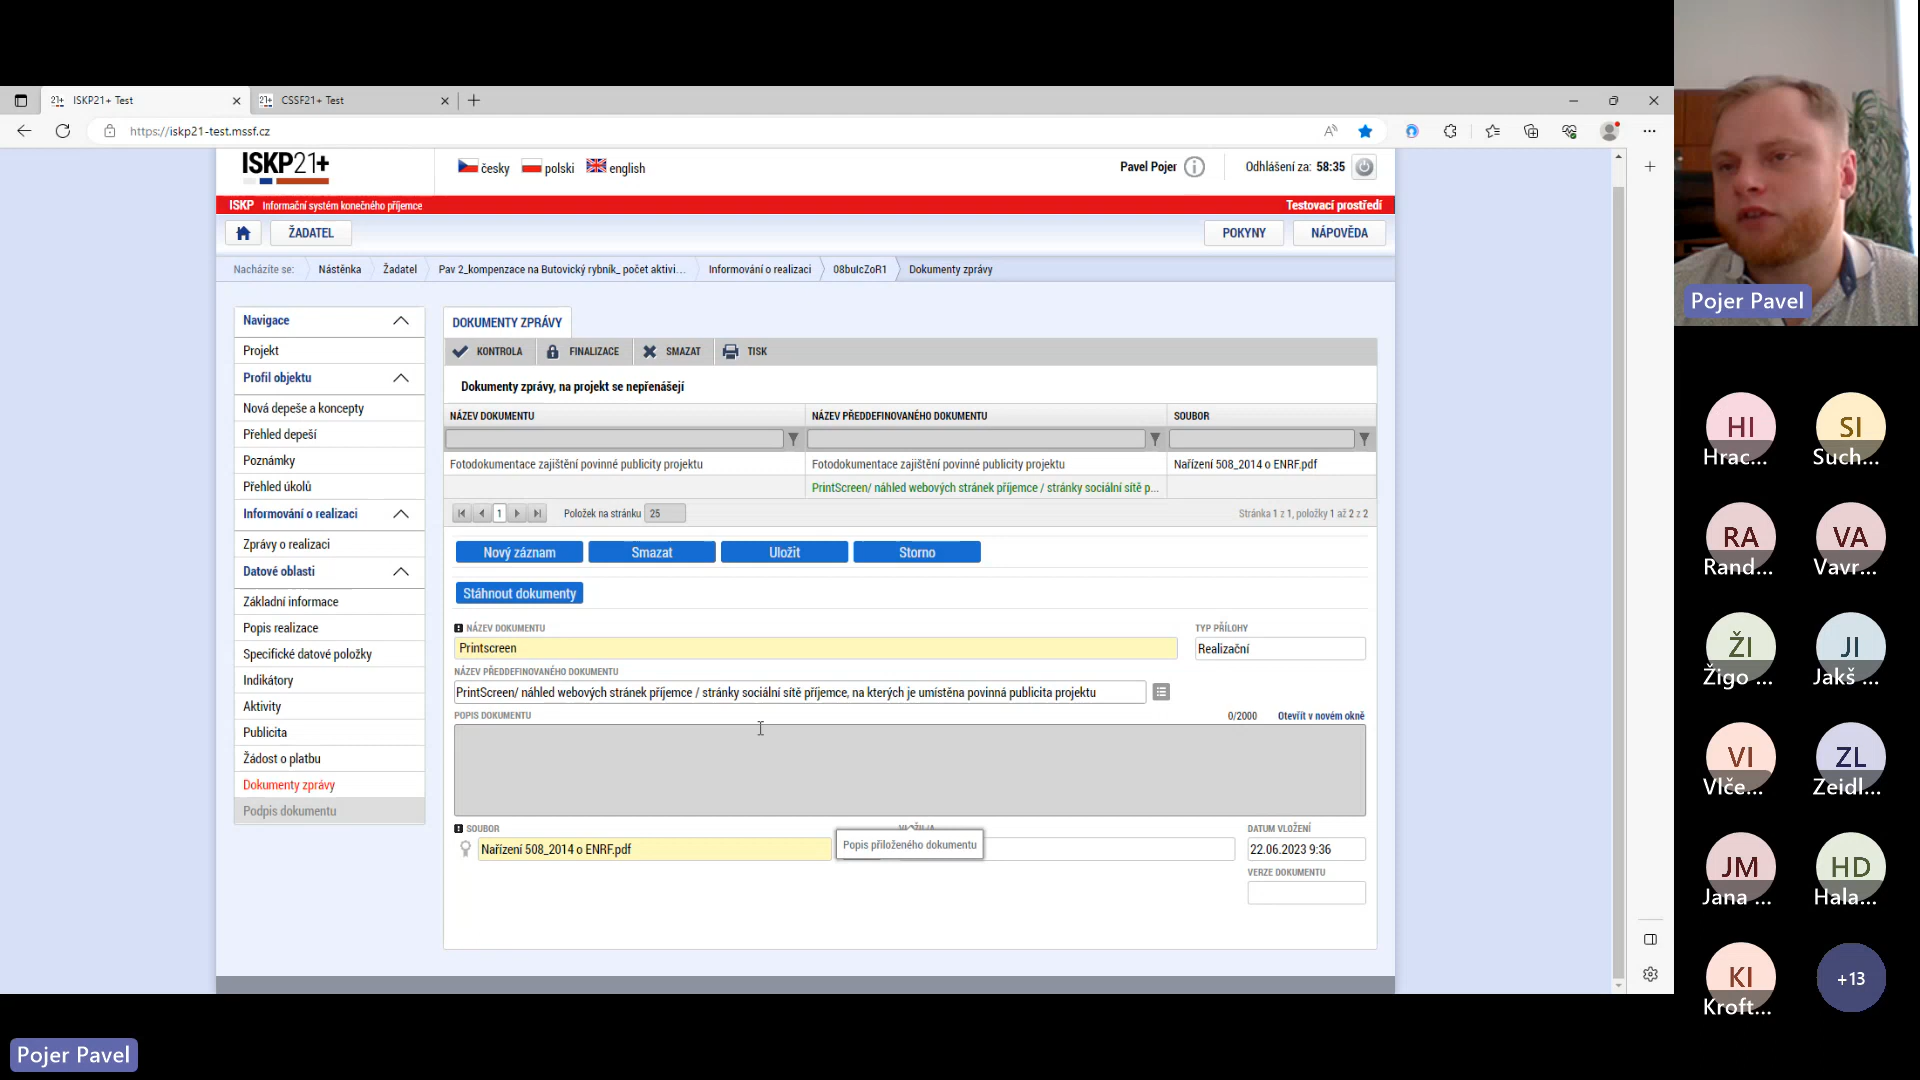 ISKP21+ Test
CSSF21+ Test
https://iskp21-test.mssf.cz
ISKP21+
česky
polski
english
Pavel Pojer
Odhlášení za: 58:35
ISKP Informační systém konečného příjemce
Testovací prostředí
ŽADATEL
POKYNY
NÁPOVĚDA
Nacházíte se: Nástěnka Žadatel Pav 2_kompenzace na Butovický rybník_ počet aktivi... Informování o realizaci 08buIcZoR1 Dokumenty zprávy
Navigace
Projekt
Profil objektu
Nová depeše a koncepty
Přehled depeší
Poznámky
Přehled úkolů
Informování o realizaci
Zprávy o realizaci
Datové oblasti
Základní informace
Popis realizace
Specifické datové položky
Indikátory
Aktivity
Publicita
Žádost o platbu
Dokumenty zprávy
Podpis dokumentu
DOKUMENTY ZPRÁVY
KONTROLA FINALIZACE SMAZAT TISK
Dokumenty zprávy, na projekt se nepřenášejí
NÁZEV DOKUMENTU NÁZEV PŘEDDEFINOVANÉHO DOKUMENTU SOUBOR
Fotodokumentace zajištění povinné publicity projektu Fotodokumentace zajištění povinné publicity projektu Nařízení 508_2014 o ENRF.pdf
PrintScreen/ náhled webových stránek příjemce / stránky sociální sítě p...
1 Položek na stránku 25 Stránka 1 z 1, položky 1 až 2 z 2
Nový záznam Smazat Uložit Storno
Stáhnout dokumenty
NÁZEV DOKUMENTU TYP PŘÍLOHY
Printscreen Realizační
NÁZEV PŘEDDEFINOVANÉHO DOKUMENTU
PrintScreen/ náhled webových stránek příjemce / stránky sociální sítě příjemce, na kterých je umístěna povinná publicita projektu
POPIS DOKUMENTU 0/2000 Otevřít v novém okně
SOUBOR DATUM VLOŽENÍ
Nařízení 508_2014 o ENRF.pdf Popis přiloženého dokumentu 22.06.2023 9:36
VERZE DOKUMENTU
Pojer Pavel
HI SI
Hrac... Such...
RA VA
Rand... Vavr...
ŽI JI
Žigo ... Jakš ...
VI ZL
Vlče... Zeidl...
JM HD
Jana ... Hala...
KI +13
Kroft...
Pojer Pavel